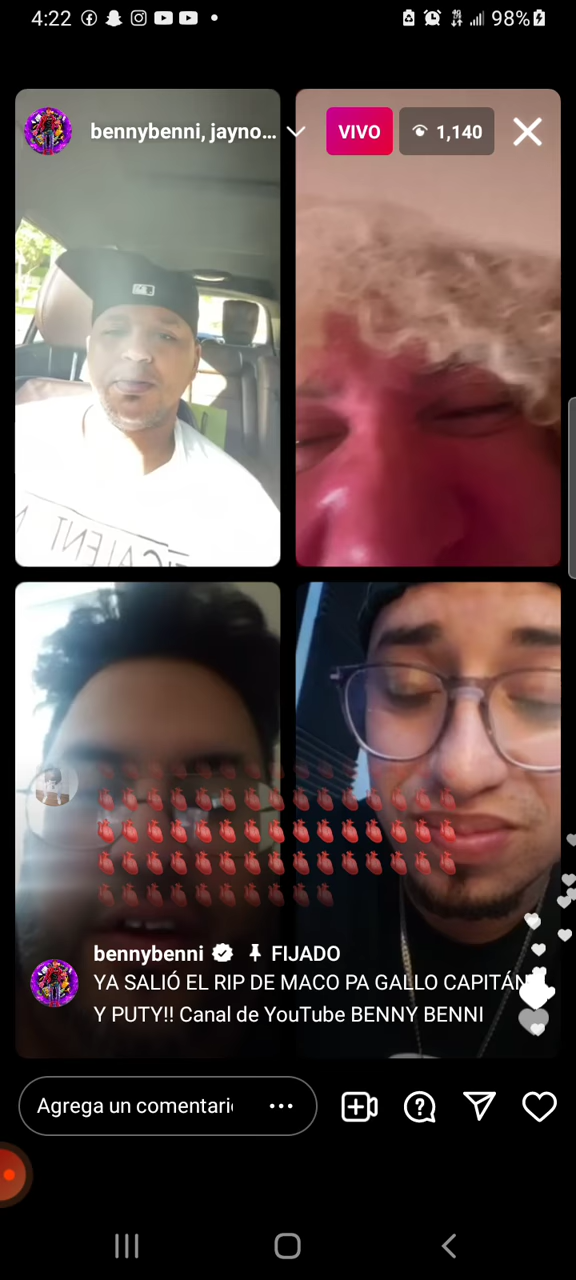 4:22
98%
bennybenni, jayno...
VIVO
1,140
bennybenni FIJADO
YA SALIÓ EL RIP DE MACO PA GALLO CAPITÁN
Y PUTY!! Canal de YouTube BENNY BENNI
Agrega un comentari